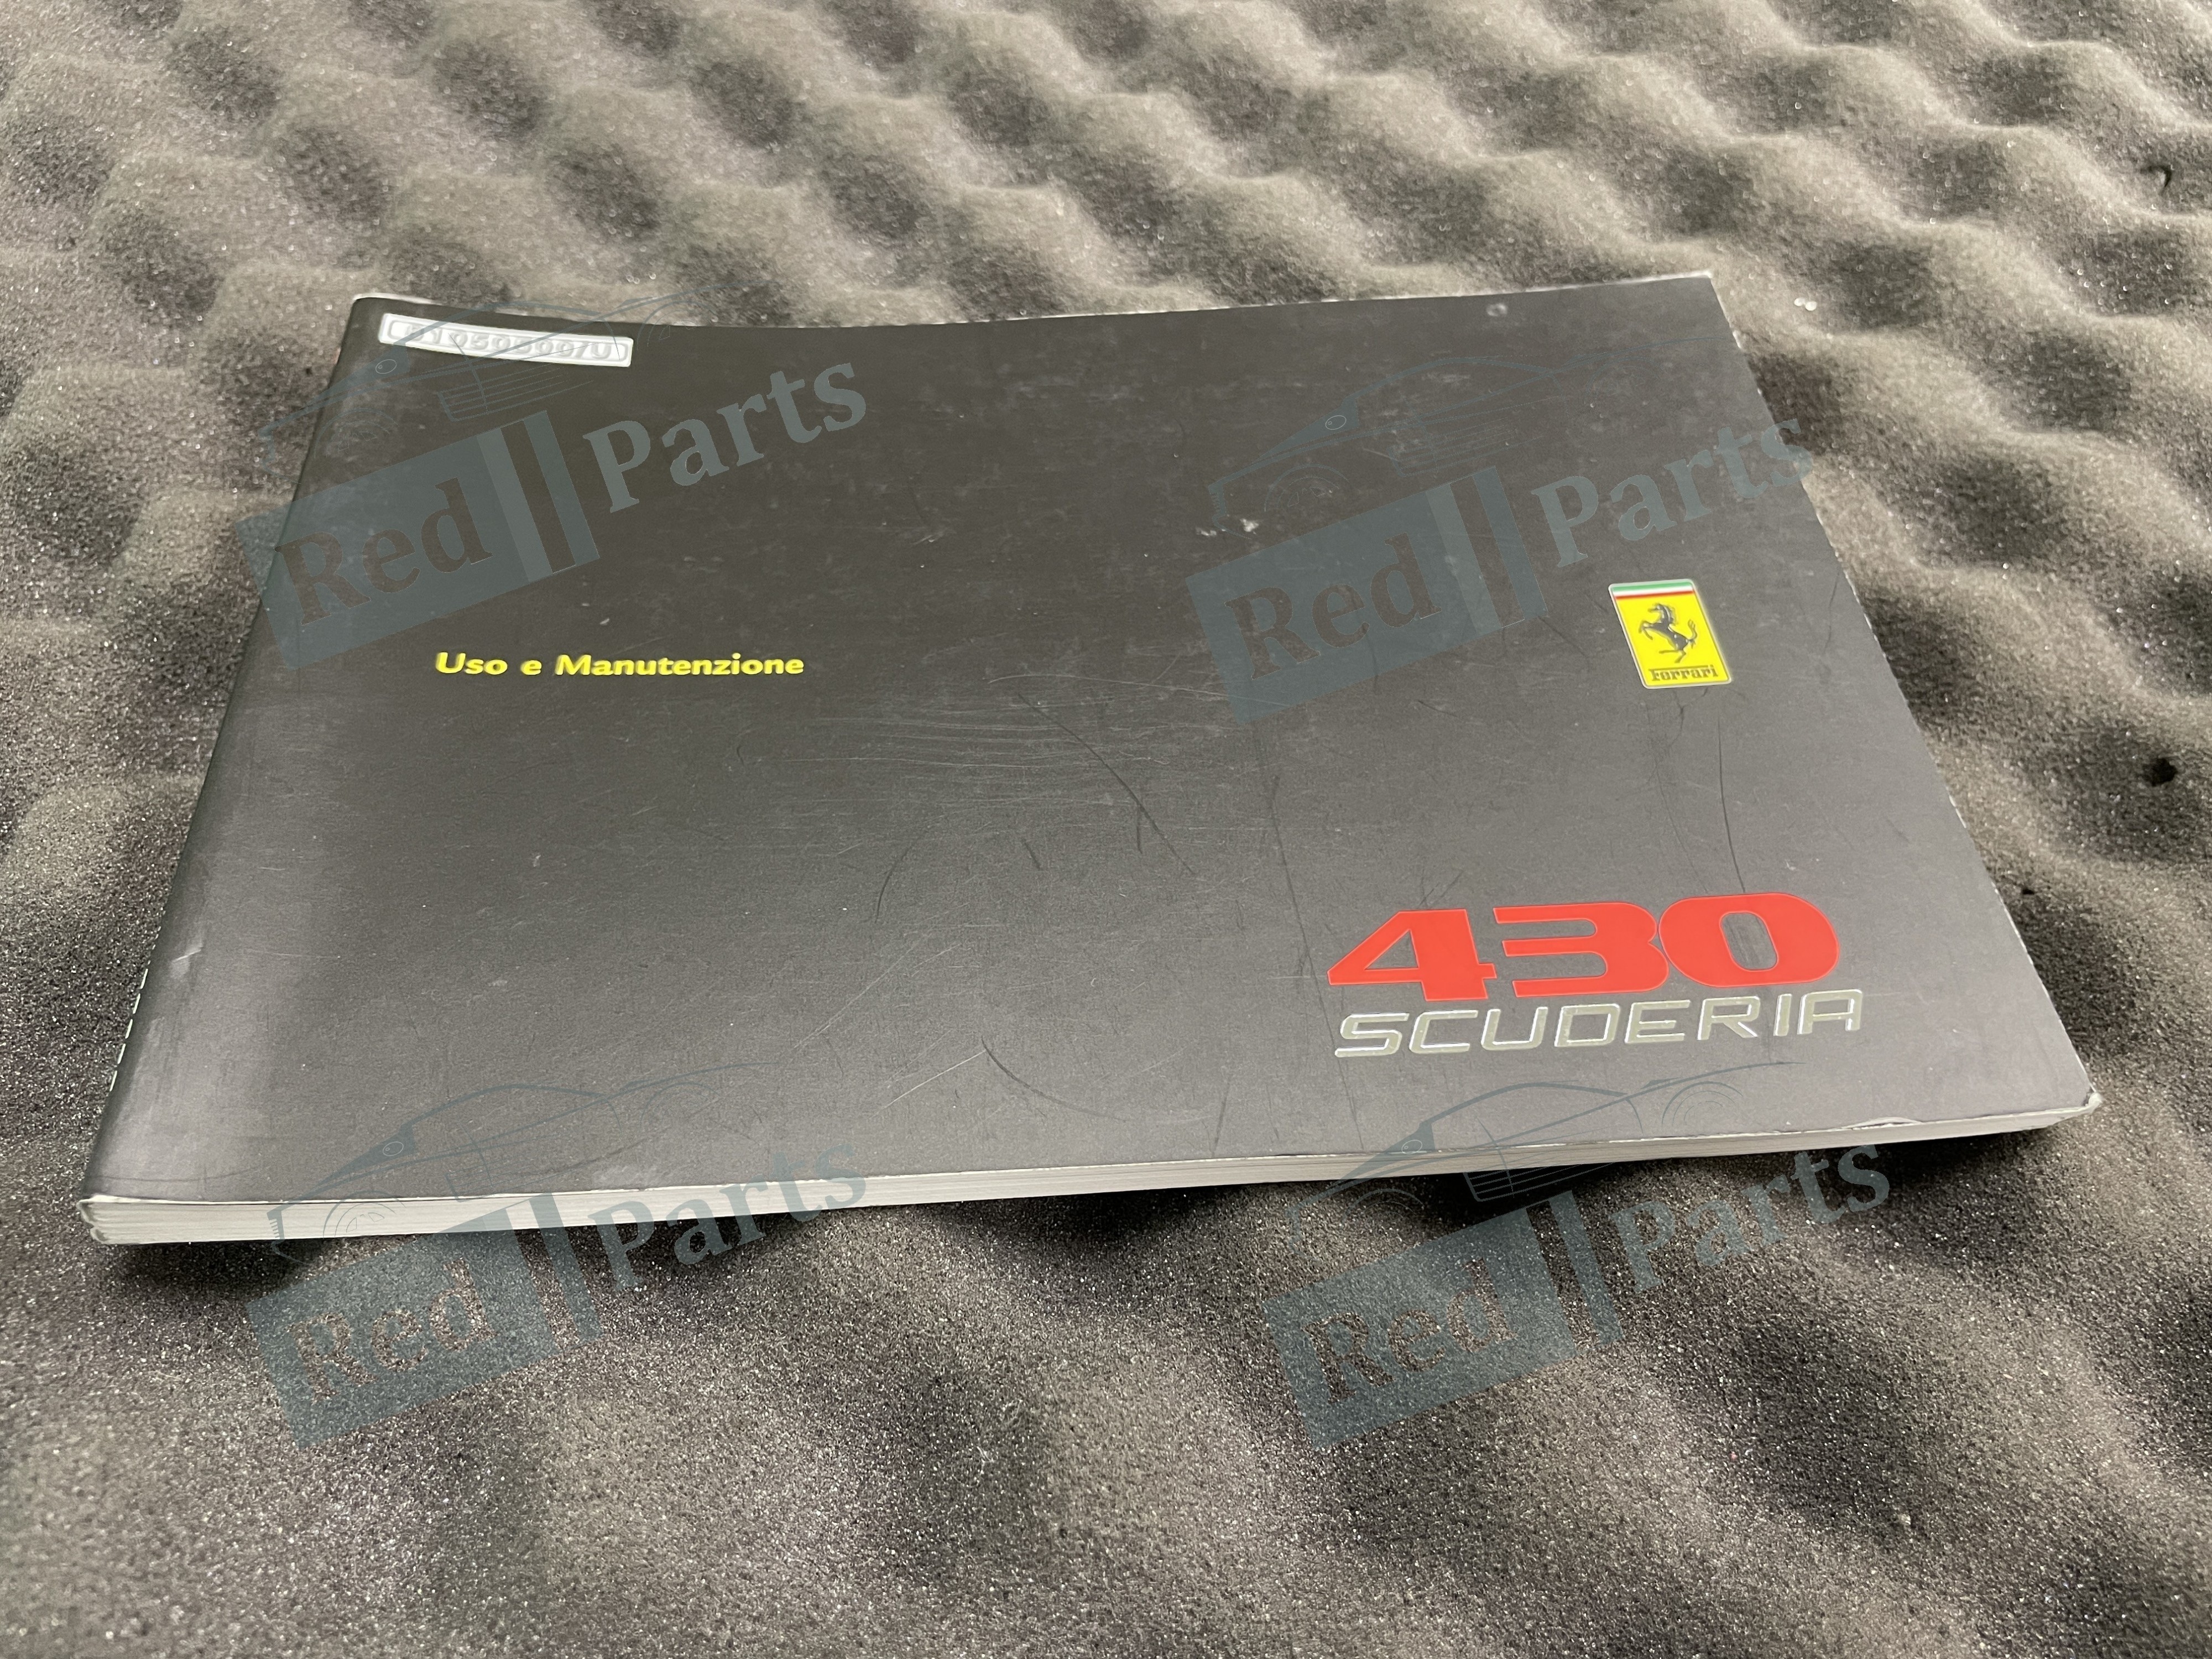 Red Parts
Red Parts
Uso e Manutenzione
Ferrari
430
SCUDERIA
Red Parts
Red Parts